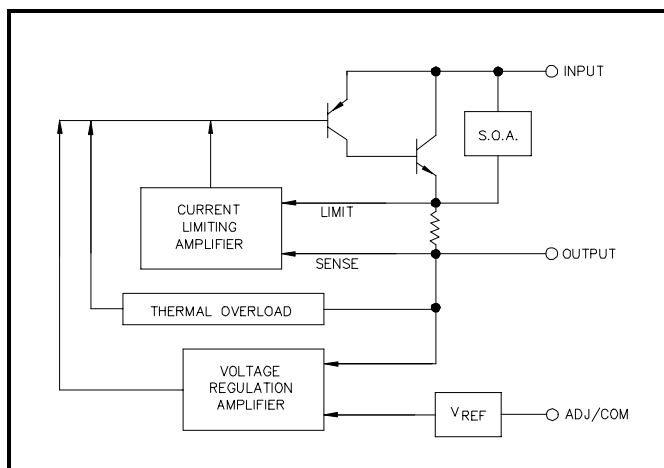 INPUT
S.O.A.
CURRENT
LIMITING
AMPLIFIER
LIMIT
SENSE
OUTPUT
THERMAL OVERLOAD
VOLTAGE
REGULATION
AMPLIFIER
VREF
ADJ/COM